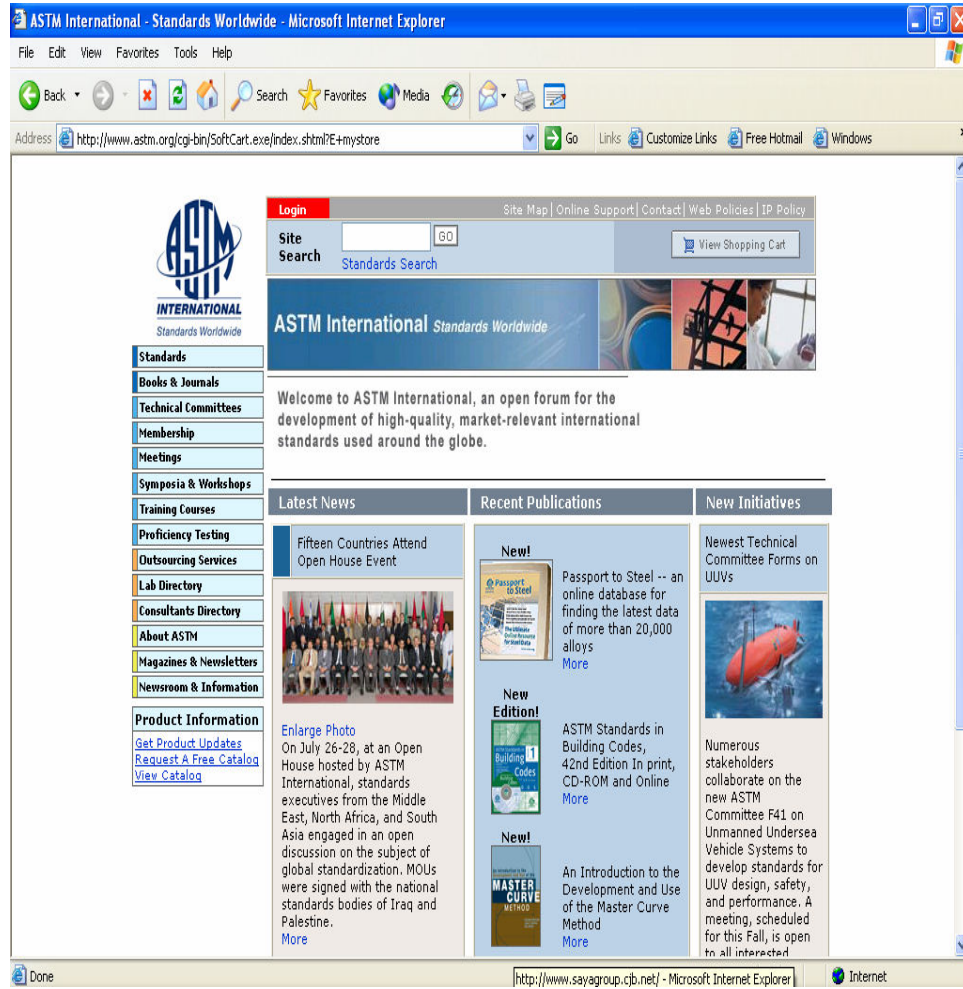 ASTM International - Standards Worldwide - Microsoft Internet Explorer
File Edit View Favorites Tools Help
Back Search Favorites Media
Address http://www.astm.org/cgi-bin/SoftCart.exe/index.shtml?E+mystore Go Links Customize Links Free Hotmail Windows
ASTM
INTERNATIONAL
Standards Worldwide
Login Site Map | Online Support | Contact | Web Policies | IP Policy
Site Search GO
Standards Search
View Shopping Cart
ASTM International Standards Worldwide
Standards
Books & Journals
Technical Committees
Membership
Meetings
Symposia & Workshops
Training Courses
Proficiency Testing
Outsourcing Services
Lab Directory
Consultants Directory
About ASTM
Magazines & Newsletters
Newsroom & Information
Product Information
Get Product Updates
Request A Free Catalog
View Catalog
Welcome to ASTM International, an open forum for the
development of high-quality, market-relevant international
standards used around the globe.
Latest News
Fifteen Countries Attend
Open House Event
Enlarge Photo
On July 26-28, at an Open
House hosted by ASTM
International, standards
executives from the Middle
East, North Africa, and South
Asia engaged in an open
discussion on the subject of
global standardization. MOUs
were signed with the national
standards bodies of Iraq and
Palestine.
More
Recent Publications
New!
Passport
to Steel
Passport to Steel -- an
online database for
finding the latest data
of more than 20,000
alloys
More
New
Edition!
Building 1
Codes
ASTM Standards in
Building Codes,
42nd Edition In print,
CD-ROM and Online
More
New!
MASTER
CURVE
METHOD
An Introduction to the
Development and Use
of the Master Curve
Method
More
New Initiatives
Newest Technical
Committee Forms on
UUVs
Numerous
stakeholders
collaborate on the
new ASTM
Committee F41 on
Unmanned Undersea
Vehicle Systems to
develop standards for
UUV design, safety,
and performance. A
meeting, scheduled
for this Fall, is open
to all interested
Done http://www.sayagroup.cjb.net/ - Microsoft Internet Explorer Internet